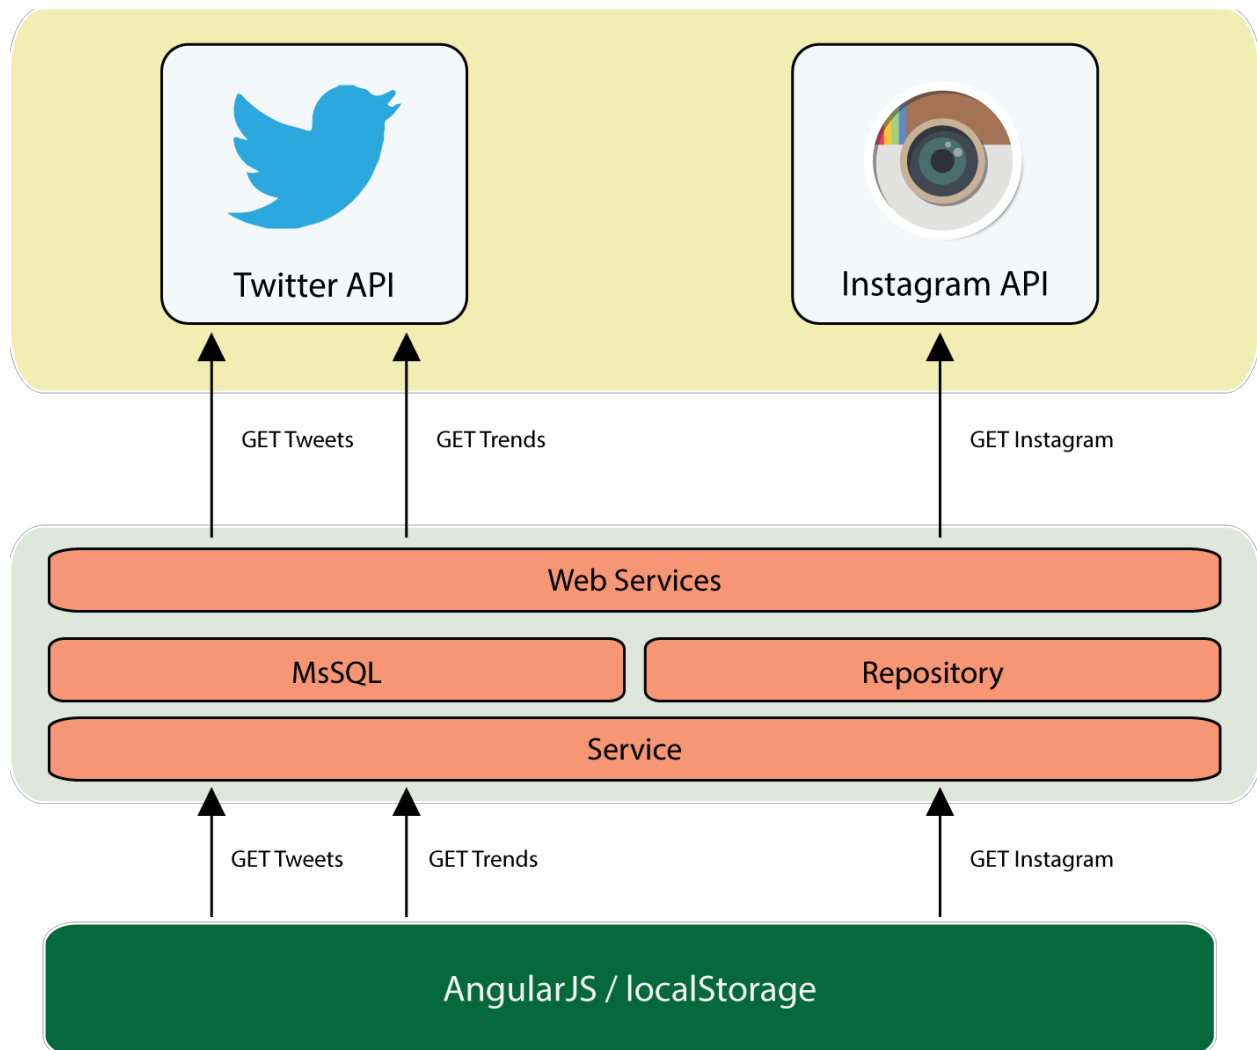 Twitter API
Instagram API
GET Tweets
GET Trends
GET Instagram
Web Services
MsSQL
Repository
Service
GET Tweets
GET Trends
GET Instagram
AngularJS / localStorage